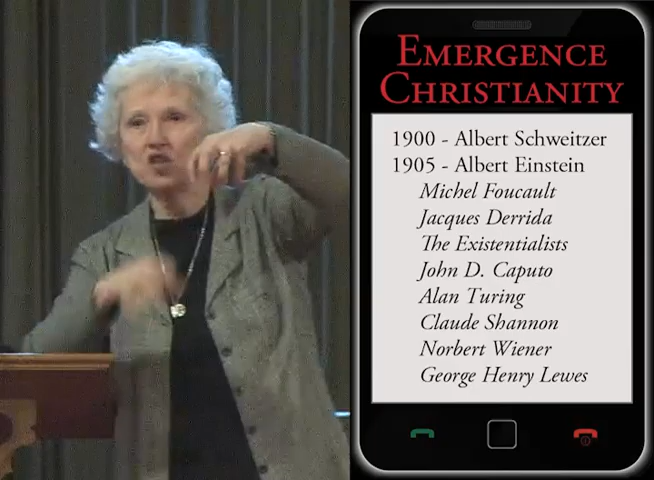 EMERGENCE
CHRISTIANITY
1900 - Albert Schweitzer
1905 - Albert Einstein
Michel Foucault
Jacques Derrida
The Existentialists
John D. Caputo
Alan Turing
Claude Shannon
Norbert Wiener
George Henry Lewes